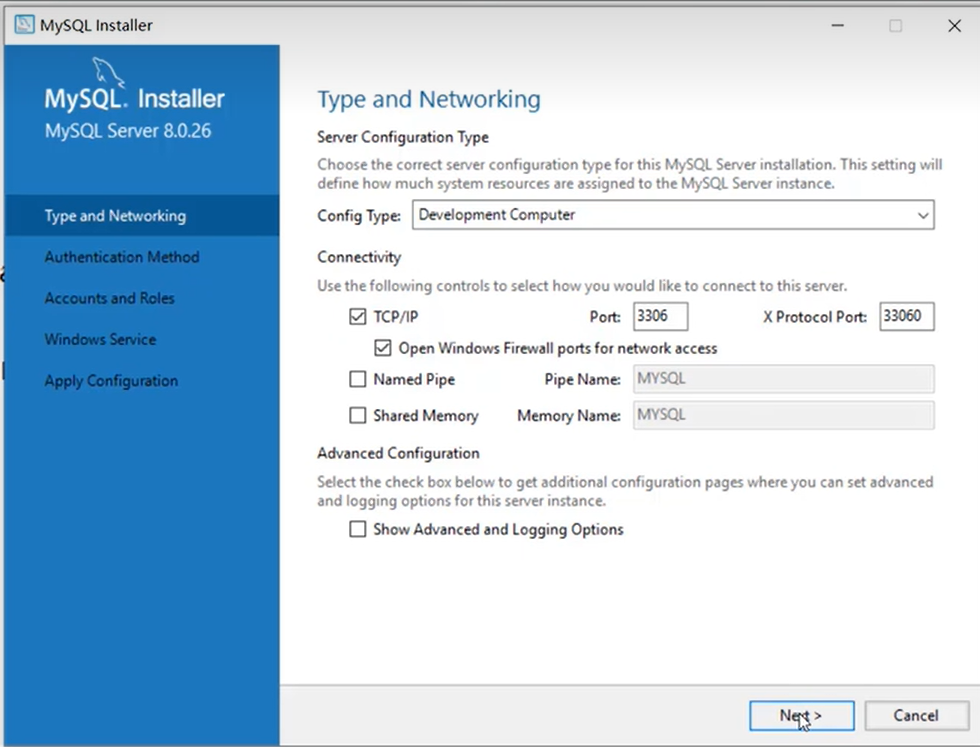 MySQL Installer
MySQL. Installer
MySQL Server 8.0.26
Type and Networking
Authentication Method
Accounts and Roles
Windows Service
Apply Configuration
Type and Networking
Server Configuration Type
Choose the correct server configuration type for this MySQL Server installation. This setting will
define how much system resources are assigned to the MySQL Server instance.
Config Type: Development Computer
Connectivity
Use the following controls to select how you would like to connect to this server.
TCP/IP Port: 3306 X Protocol Port: 33060
Open Windows Firewall ports for network access
Named Pipe Pipe Name: MYSQL
Shared Memory Memory Name: MYSQL
Advanced Configuration
Select the check box below to get additional configuration pages where you can set advanced
and logging options for this server instance.
Show Advanced and Logging Options
Next > Cancel